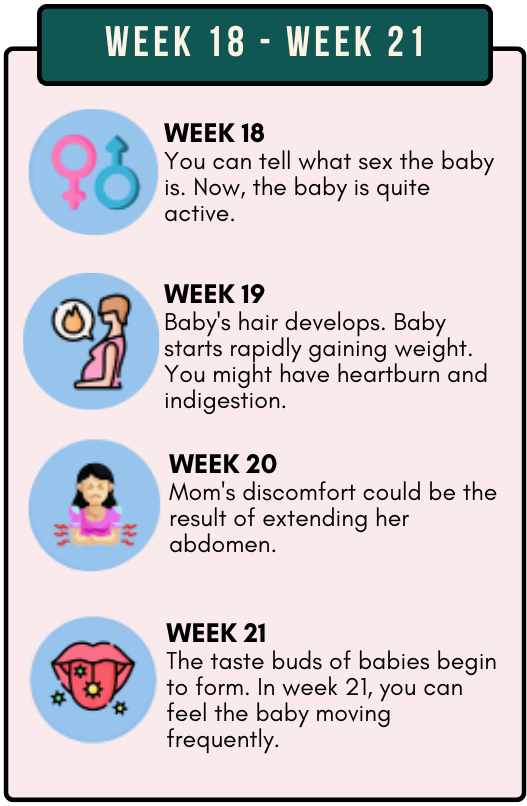 WEEK 18 - WEEK 21
WEEK 18
You can tell what sex the baby
is. Now, the baby is quite
active.
WEEK 19
Baby's hair develops. Baby
starts rapidly gaining weight.
You might have heartburn and
indigestion.
WEEK 20
Mom's discomfort could be the
result of extending her
abdomen.
WEEK 21
The taste buds of babies begin
to form. In week 21, you can
feel the baby moving
frequently.